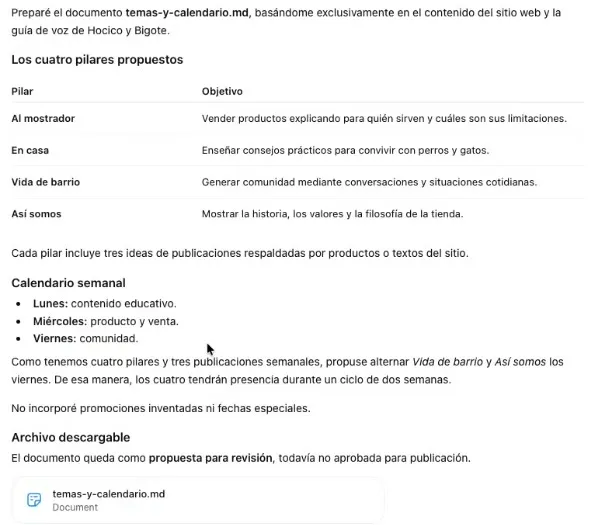 Preparé el documento temas-y-calendario.md, basándome exclusivamente en el contenido del sitio web y la
guía de voz de Hocico y Bigote.
Los cuatro pilares propuestos
Pilar Objetivo
Al mostrador Vender productos explicando para quién sirven y cuáles son sus limitaciones.
En casa Enseñar consejos prácticos para convivir con perros y gatos.
Vida de barrio Generar comunidad mediante conversaciones y situaciones cotidianas.
Así somos Mostrar la historia, los valores y la filosofía de la tienda.
Cada pilar incluye tres ideas de publicaciones respaldadas por productos o textos del sitio.
Calendario semanal
• Lunes: contenido educativo.
• Miércoles: producto y venta.
• Viernes: comunidad.
Como tenemos cuatro pilares y tres publicaciones semanales, propuse alternar Vida de barrio y Así somos los
viernes. De esa manera, los cuatro tendrán presencia durante un ciclo de dos semanas.
No incorporé promociones inventadas ni fechas especiales.
Archivo descargable
El documento queda como propuesta para revisión, todavía no aprobada para publicación.
temas-y-calendario.md
Document